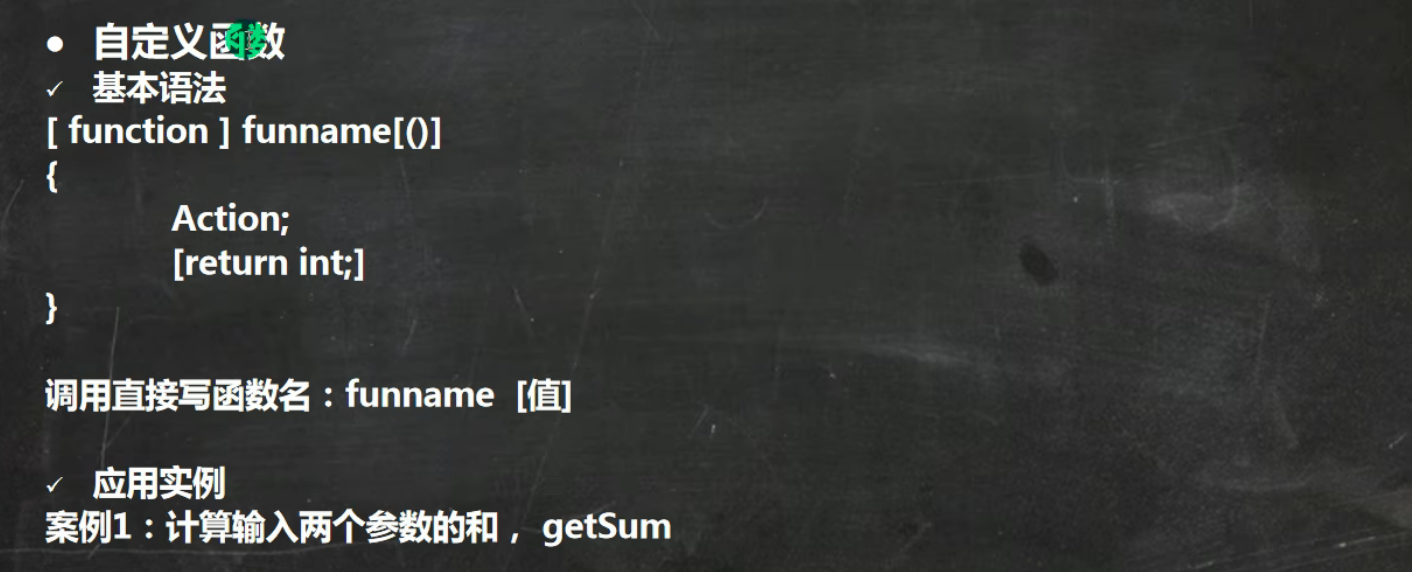 ● 自定义函数
✓ 基本语法
[ function ] funname[()]
{
Action;
[return int;]
}
调用直接写函数名：funname [值]
✓ 应用实例
案例1：计算输入两个参数的和， getSum